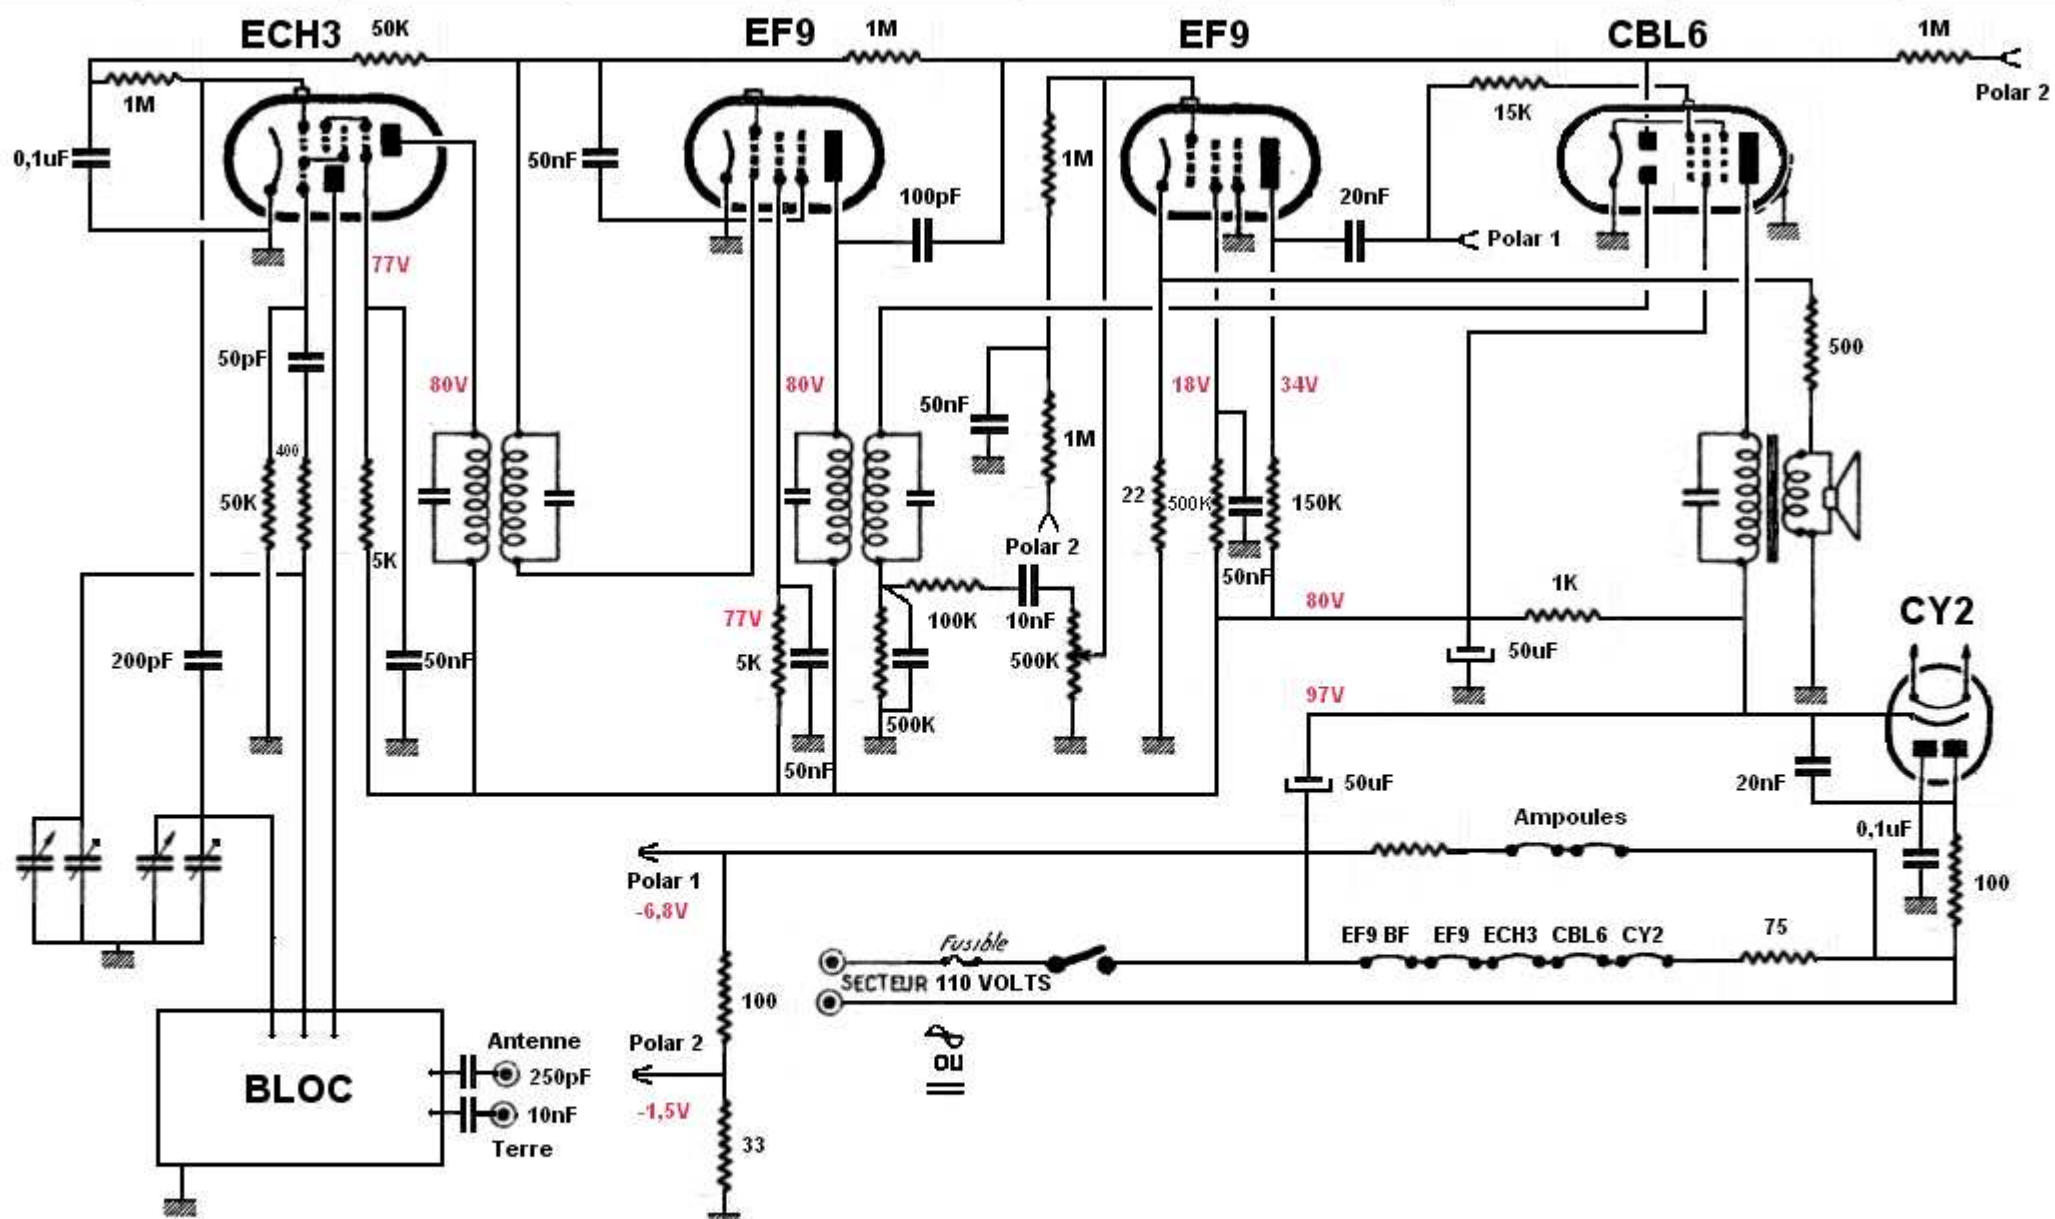 ECH3
50K
EF9
1M
EF9
CBL6
1M
Polar 2
1M
0,1uF
50nF
100pF
1M
20nF
Polar 1
15K
77V
50pF
80V
80V
50nF
18V
34V
500
400
50K
5K
1M
22
500K
150K
Polar 2
50nF
1K
80V
CY2
200pF
50nF
77V
5K
100K
10nF
500K
500K
50nF
50uF
97V
50uF
20nF
0,1uF
100
Ampoules
Polar 1
-6,8V
EF9 BF EF9 ECH3 CBL6 CY2
75
Fusible
SECTEUR 110 VOLTS
100
OU
Polar 2
-1,5V
33
BLOC
Antenne
250pF
10nF
Terre